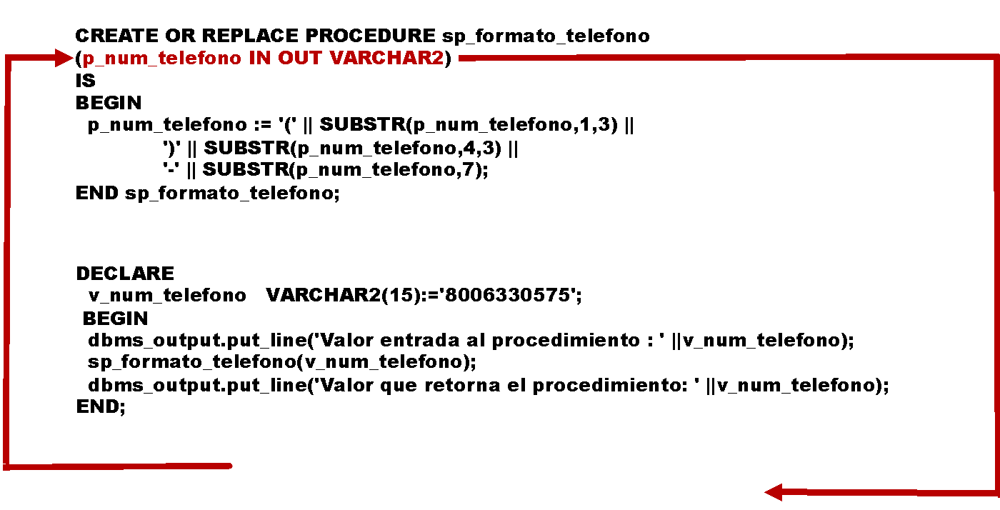 CREATE OR REPLACE PROCEDURE sp_formato_telefono
(p_num_telefono IN OUT VARCHAR2)
IS
BEGIN
p_num_telefono := '(' || SUBSTR(p_num_telefono,1,3) ||
')' || SUBSTR(p_num_telefono,4,3) ||
'-' || SUBSTR(p_num_telefono,7);
END sp_formato_telefono;
DECLARE
v_num_telefono VARCHAR2(15):='8006330575';
BEGIN
dbms_output.put_line('Valor entrada al procedimiento : ' ||v_num_telefono);
sp_formato_telefono(v_num_telefono);
dbms_output.put_line('Valor que retorna el procedimiento: ' ||v_num_telefono);
END;